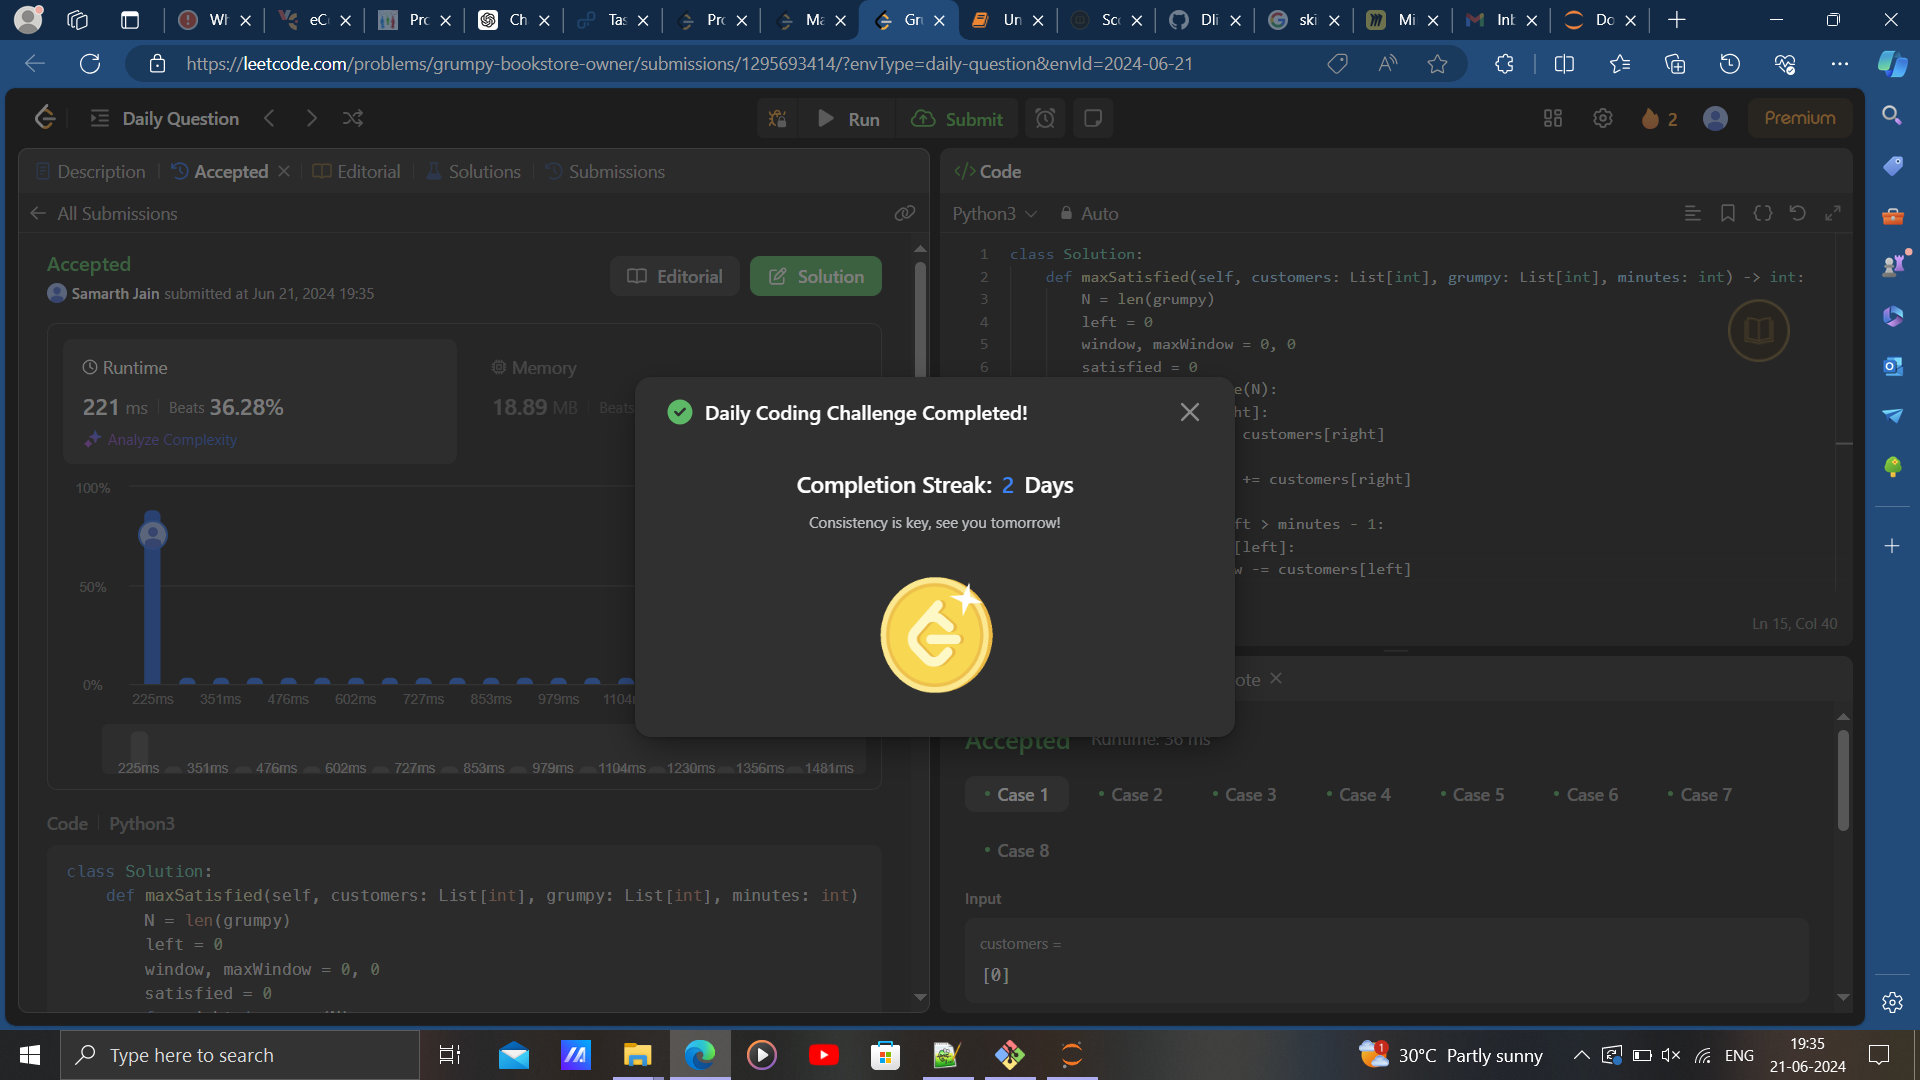 Wh
eC
Pro
Ch
Tas
Pro
Ma
Gru
Un
Sco
Dli
ski
Mi
Inb
Do
https://leetcode.com/problems/grumpy-bookstore-owner/submissions/1295693414/?envType=daily-question&envId=2024-06-21
Daily Question
Run
Submit
2
Premium
Description
Accepted
Editorial
Solutions
Submissions
All Submissions
Accepted
Samarth Jain submitted at Jun 21, 2024 19:35
Editorial
Solution
Runtime
221 ms
Beats 36.28%
Analyze Complexity
Memory
18.89 MB
Beats
100%
50%
0%
225ms 351ms 476ms 602ms 727ms 853ms 979ms 1104m
225ms 351ms 476ms 602ms 727ms 853ms 979ms 1104ms 1230ms 1356ms 1481ms
Code
Python3
class Solution:
def maxSatisfied(self, customers: List[int], grumpy: List[int], minutes: int)
N = len(grumpy)
left = 0
window, maxWindow = 0, 0
satisfied = 0
Daily Coding Challenge Completed!
Completion Streak: 2 Days
Consistency is key, see you tomorrow!
</> Code
Python3
Auto
1 class Solution:
2 def maxSatisfied(self, customers: List[int], grumpy: List[int], minutes: int) -> int:
3 N = len(grumpy)
4 left = 0
5 window, maxWindow = 0, 0
6 satisfied = 0
e(N):
ht]:
customers[right]
+= customers[right]
ft > minutes - 1:
[left]:
w -= customers[left]
Ln 15, Col 40
ote
Accepted
Runtime: 36 ms
Case 1
Case 2
Case 3
Case 4
Case 5
Case 6
Case 7
Case 8
Input
customers =
[0]
Type here to search
1
30°C Partly sunny
ENG
19:35
21-06-2024